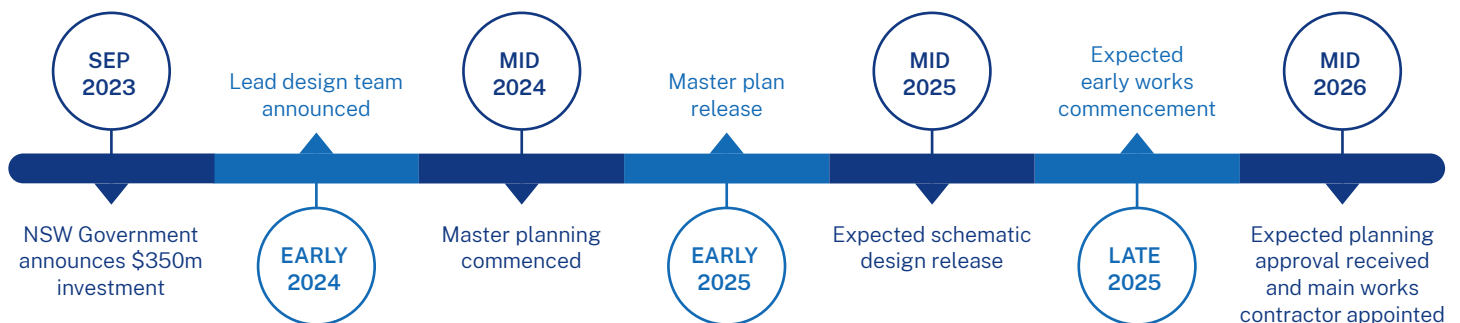 SEP
2023
NSW Government
announces $350m
investment
Lead design team
announced
EARLY
2024
MID
2024
Master planning
commenced
Master plan
release
EARLY
2025
MID
2025
Expected schematic
design release
Expected
early works
commencement
LATE
2025
MID
2026
Expected planning
approval received
and main works
contractor appointed